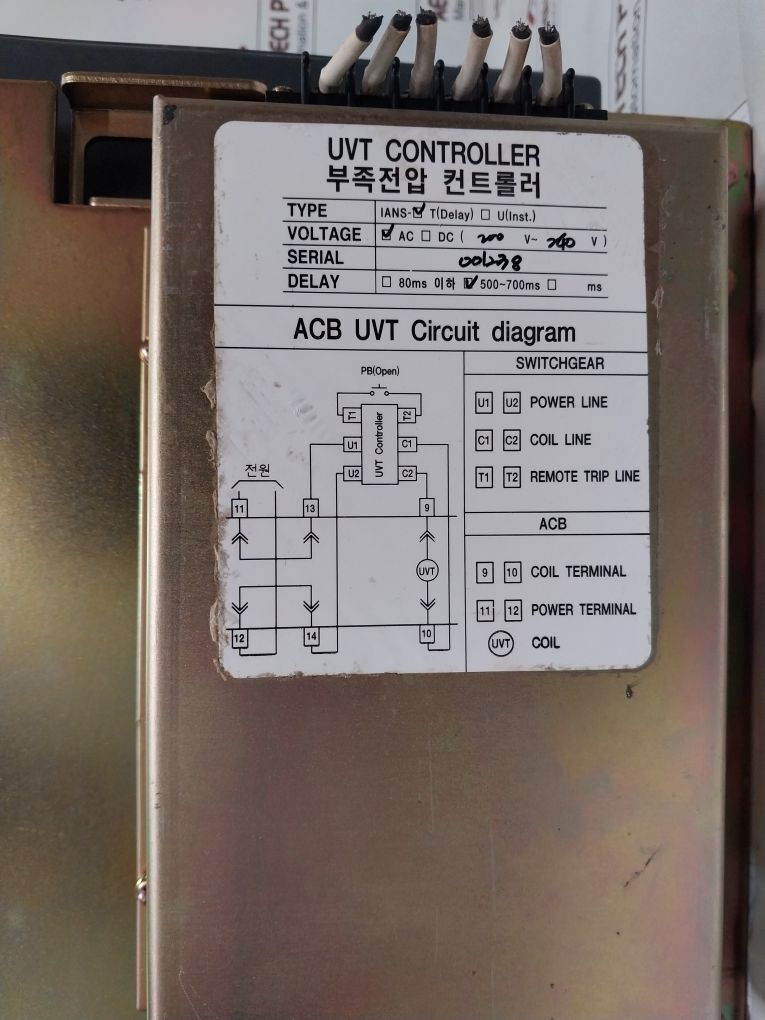 UVT CONTROLLER
부족전압 컨트롤러
TYPE IANS-☑ T(Delay) ☐ U(Inst.)
VOLTAGE ☑ AC ☐ DC ( 200 V~ 240 V )
SERIAL
DELAY ☐ 80ms 이하 ☑ 500~700ms ☐ ms
ACB UVT Circuit diagram
PB(Open)
T1 T2
U1 C1
U2 C2
UVT Controller
전원
11 13 9
UVT
12 14 10
SWITCHGEAR
U1 U2 POWER LINE
C1 C2 COIL LINE
T1 T2 REMOTE TRIP LINE
ACB
9 10 COIL TERMINAL
11 12 POWER TERMINAL
UVT COIL